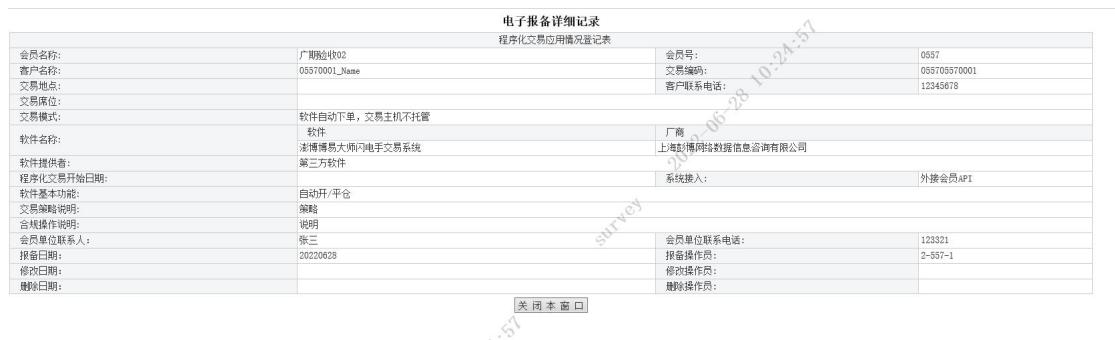 电子报备详细记录
程序化交易应用情况登记表
会员名称: 广期验收02 会员号: 0557
客户名称: 05570001_Name 交易编码: 055705570001
交易地点: 客户联系电话: 12345678
交易席位:
交易模式: 软件自动下单，交易主机不托管
软件名称: 软件 厂商
澎博博易大师闪电手交易系统 上海彭博网络数据信息咨询有限公司
软件提供者: 第三方软件
程序化交易开始日期: 系统接入: 外接会员API
软件基本功能: 自动开/平仓
交易策略说明: 策略
合规操作说明: 说明
会员单位联系人: 张三 会员单位联系电话: 123321
报备日期: 20220628 报备操作员: 2-557-1
修改日期: 修改操作员:
删除日期: 删除操作员:
关闭本窗口
survey 2022-06-28 10:24:57
:57